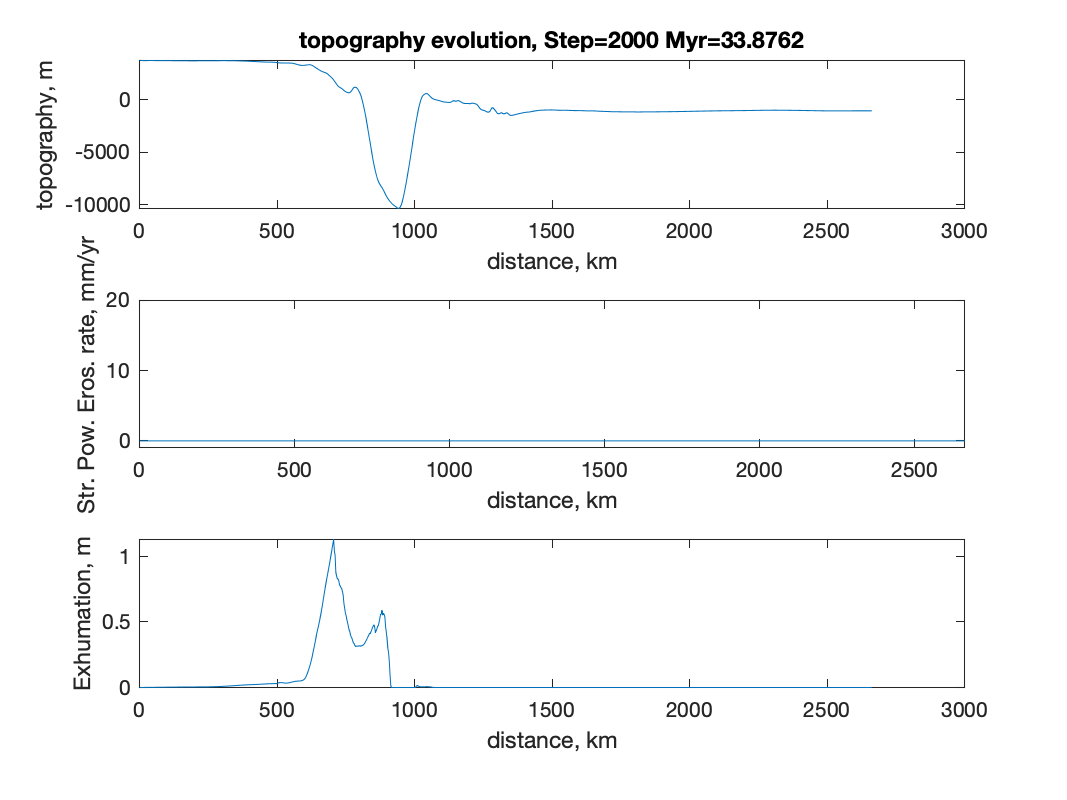 topography evolution, Step=2000 Myr=33.8762
topography, m
0
-5000
-10000
0 500 1000 1500 2000 2500 3000
distance, km
Str. Pow. Eros. rate, mm/yr
20
10
0
0 500 1000 1500 2000 2500
distance, km
Exhumation, m
1
0.5
0
0 500 1000 1500 2000 2500 3000
distance, km